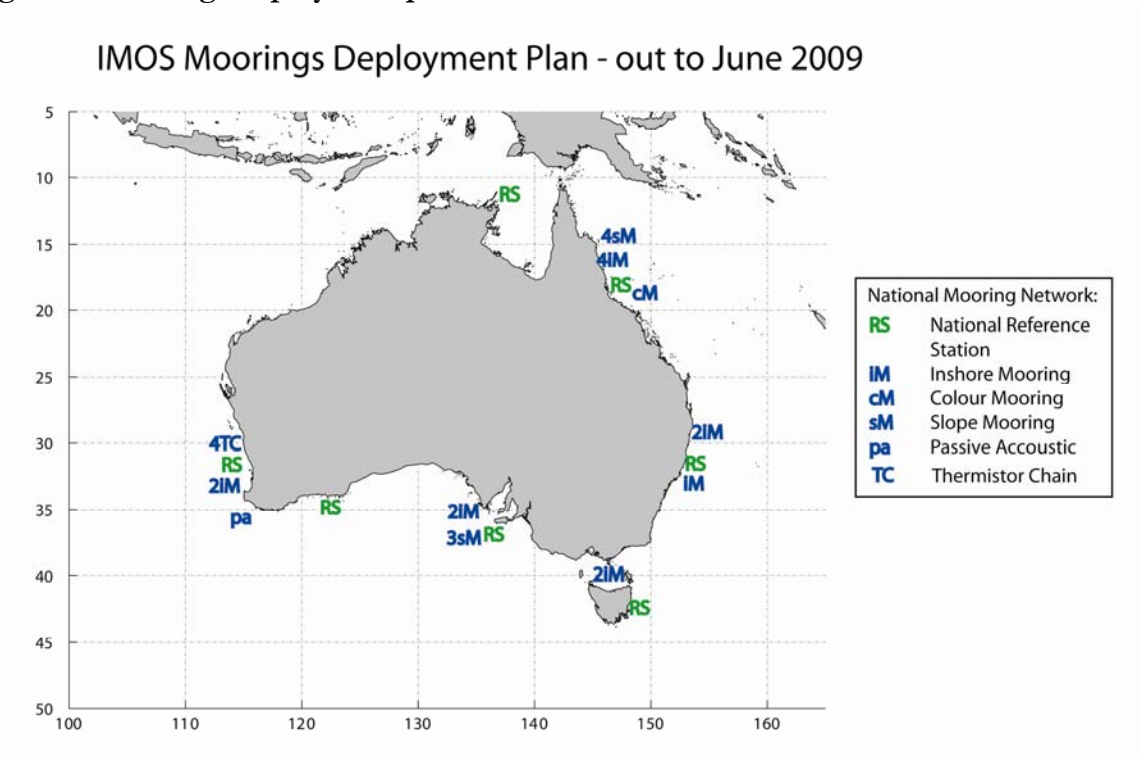 IMOS Moorings Deployment Plan - out to June 2009
5
10
15
20
25
30
35
40
45
50
100
110
120
130
140
150
160
RS
4sM
4iM
RS
cM
4TC
RS
2iM
pa
RS
2iM
3sM
RS
2iM
RS
iM
2iM
RS
National Mooring Network:
RS National Reference
Station
iM Inshore Mooring
cM Colour Mooring
sM Slope Mooring
pa Passive Accoustic
TC Thermistor Chain